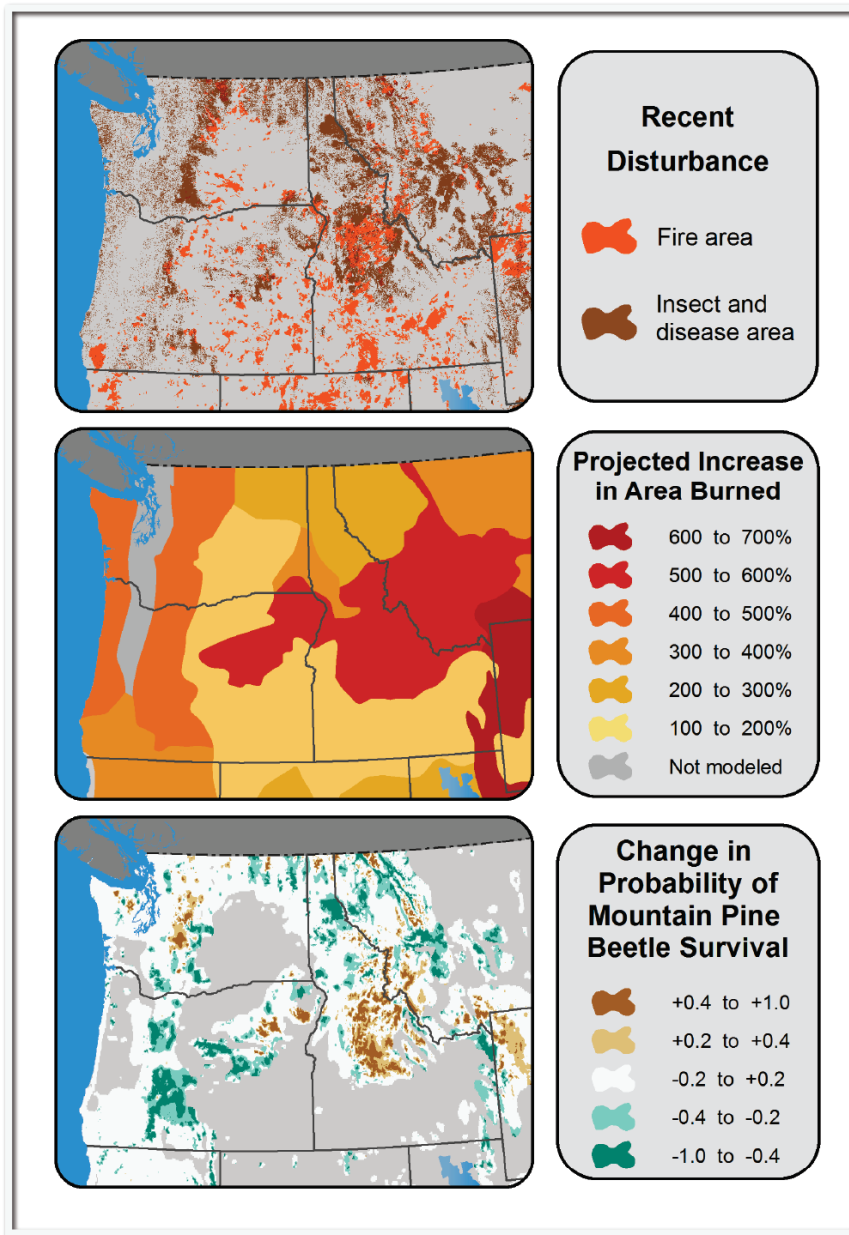 Recent
Disturbance
Fire area
Insect and
disease area
Projected Increase
in Area Burned
600 to 700%
500 to 600%
400 to 500%
300 to 400%
200 to 300%
100 to 200%
Not modeled
Change in
Probability of
Mountain Pine
Beetle Survival
+0.4 to +1.0
+0.2 to +0.4
-0.2 to +0.2
-0.4 to -0.2
-1.0 to -0.4